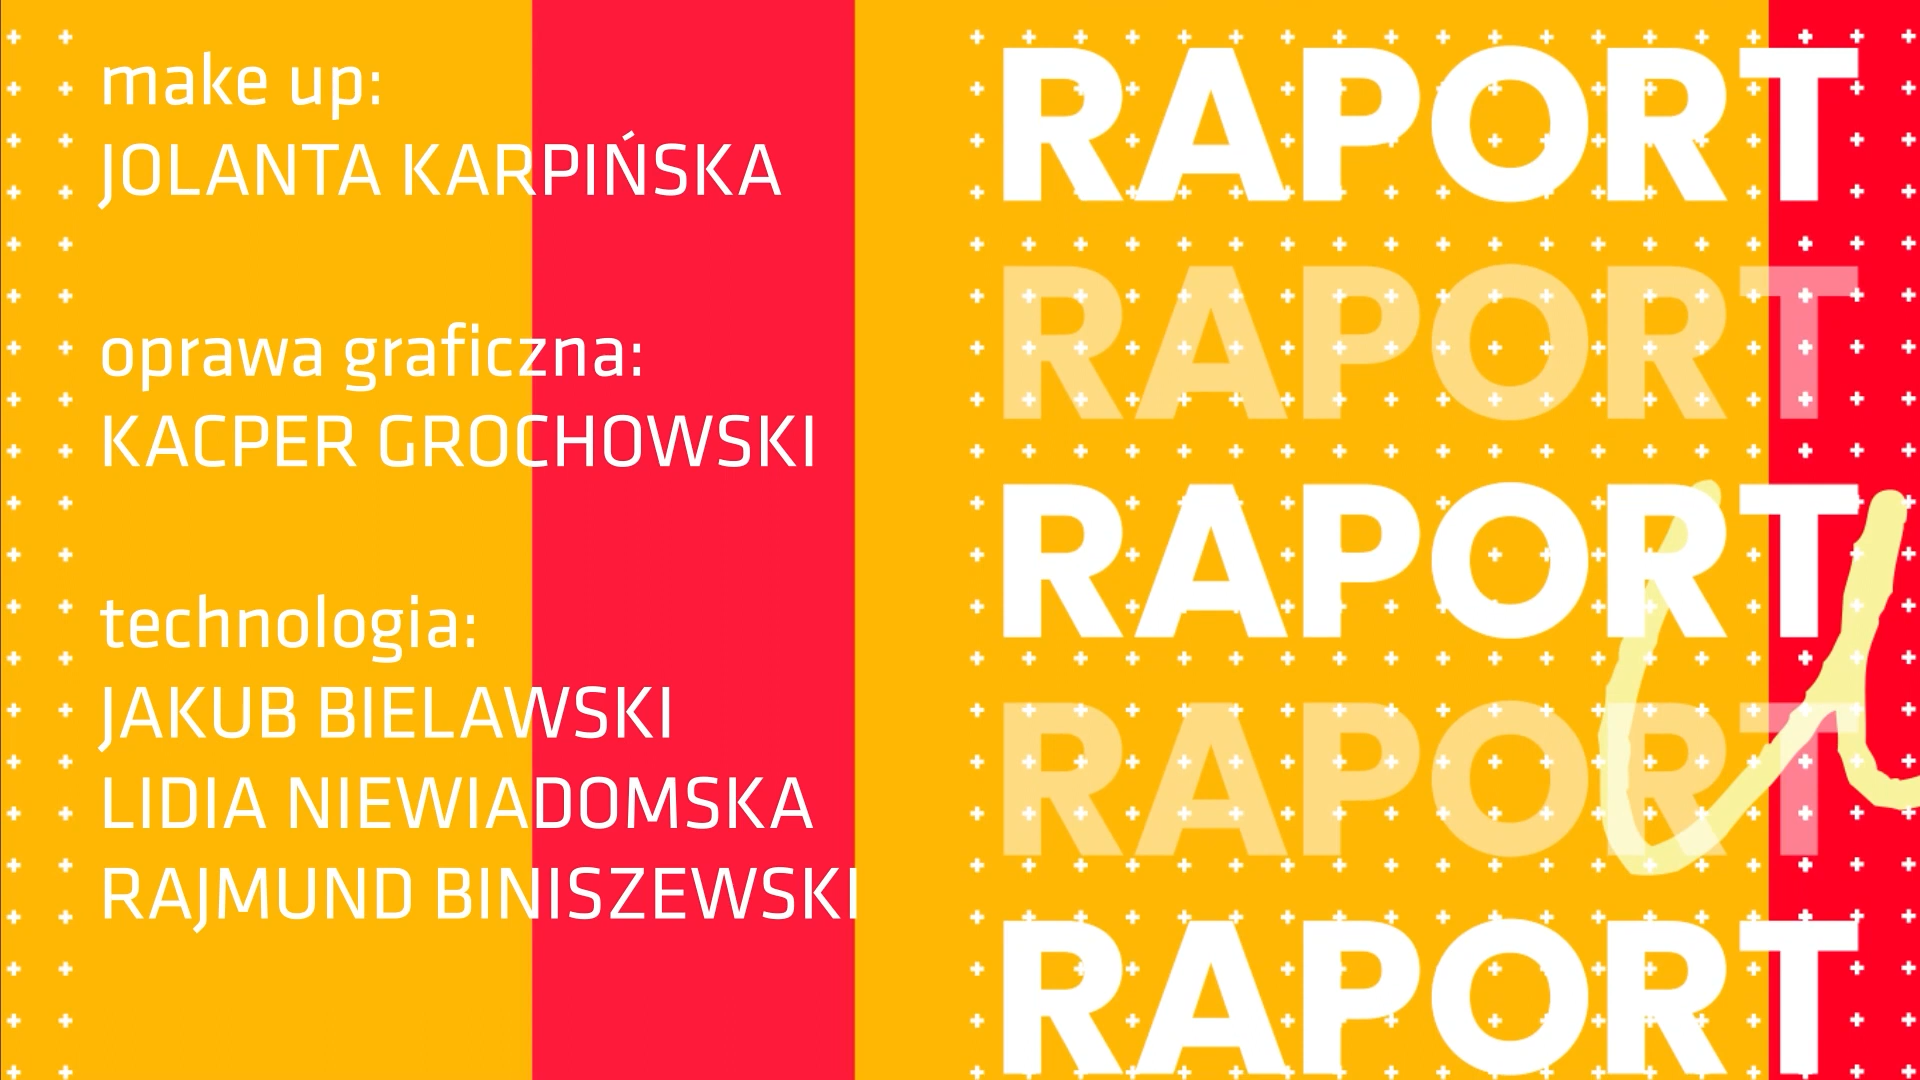 make up:
JOLANTA KARPIŃSKA
oprawa graficzna:
KACPER GROCHOWSKI
technologia:
JAKUB BIELAWSKI
LIDIA NIEWIADOMSKA
RAJMUND BINISZEWSKI
RAPORT
RAPORT
RAPORT
u
RAPORT
RAPORT